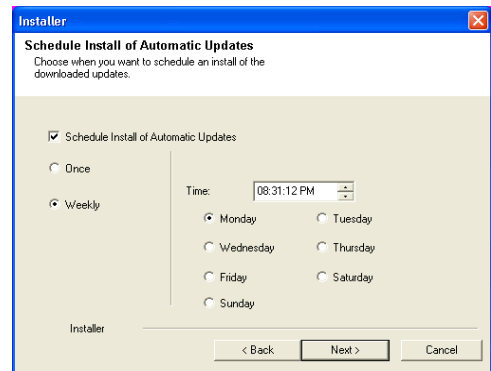 Installer
Schedule Install of Automatic Updates
Choose when you want to schedule an install of the
downloaded updates.
Schedule Install of Automatic Updates
Once
Weekly
Time: 08:31:12 PM
Monday Tuesday
Wednesday Thursday
Friday Saturday
Sunday
Installer
< Back Next > Cancel